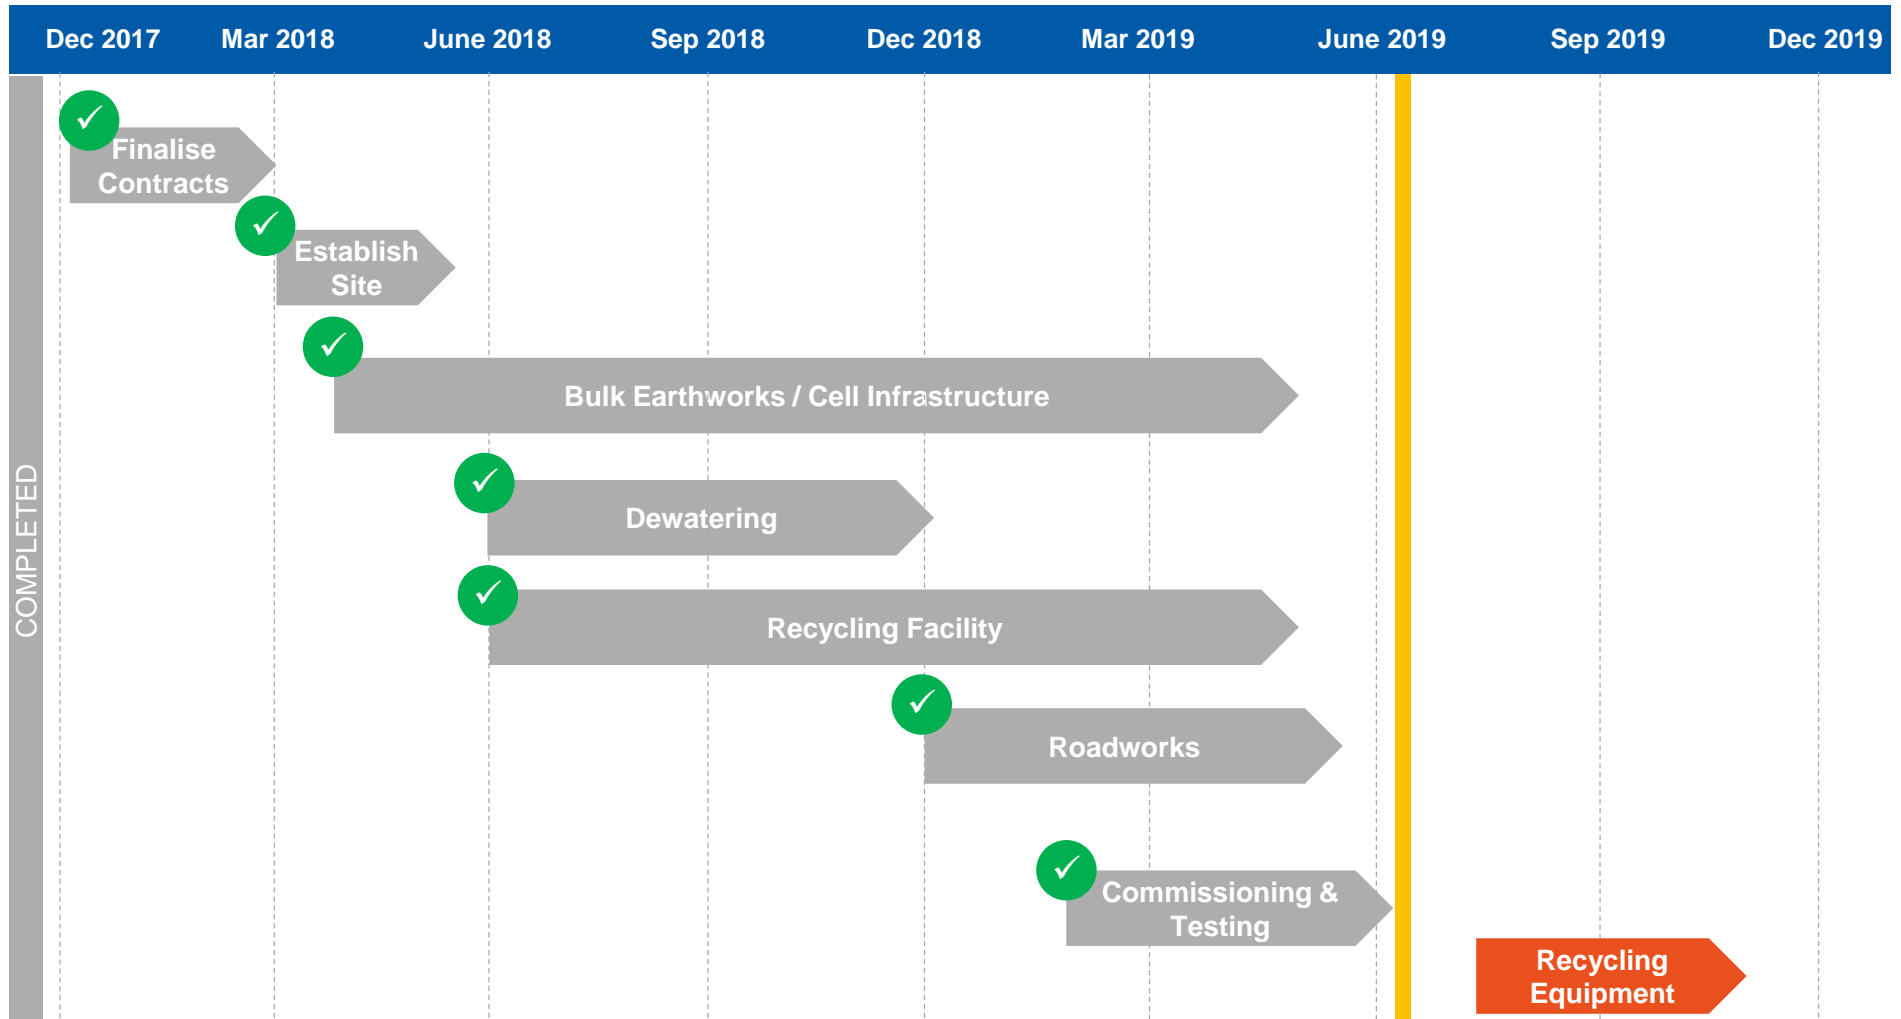 Dec 2017 Mar 2018 June 2018 Sep 2018 Dec 2018 Mar 2019 June 2019 Sep 2019 Dec 2019
COMPLETED
Finalise
Contracts
Establish
Site
Bulk Earthworks / Cell Infrastructure
Dewatering
Recycling Facility
Roadworks
Commissioning &
Testing
Recycling
Equipment